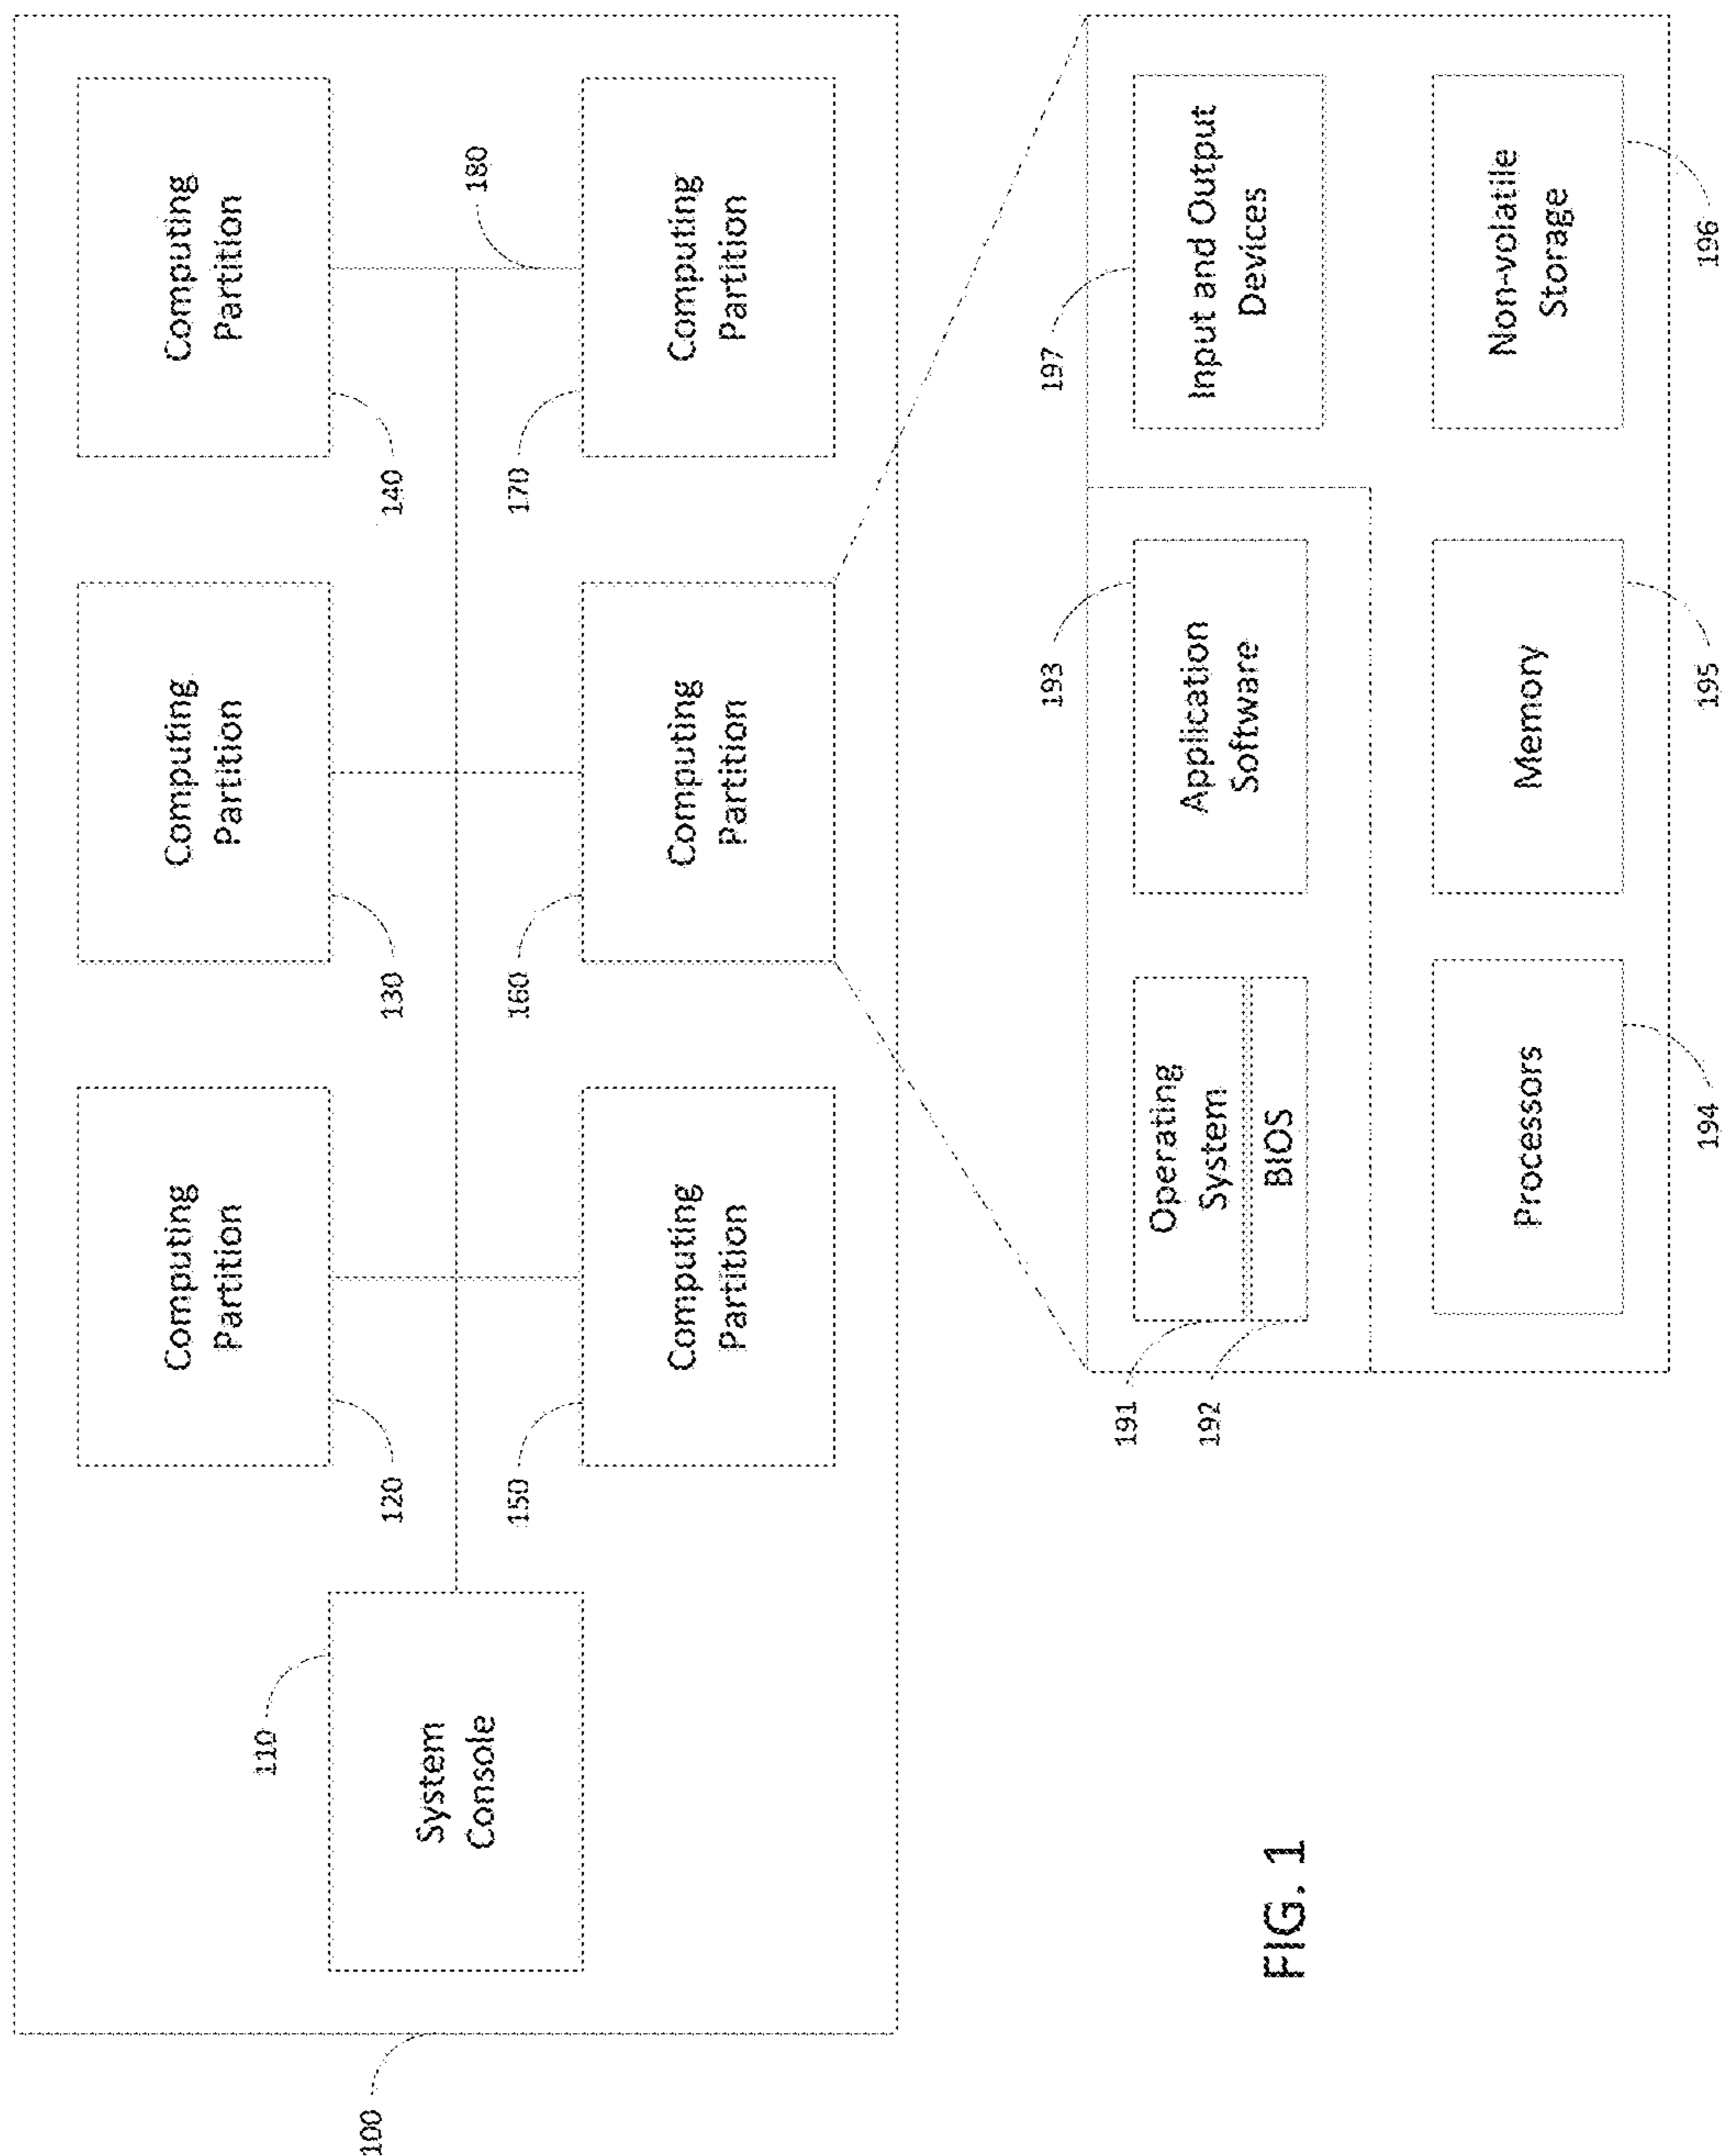 100
110
System
Console
120
Computing
Partition
130
Computing
Partition
140
Computing
Partition
150
Computing
Partition
160
Computing
Partition
170
Computing
Partition
180
191
Operating
System
192
BIOS
193
Application
Software
197
Input and Output
Devices
Processors
194
Memory
195
Non-volatile
Storage
196
FIG. 1